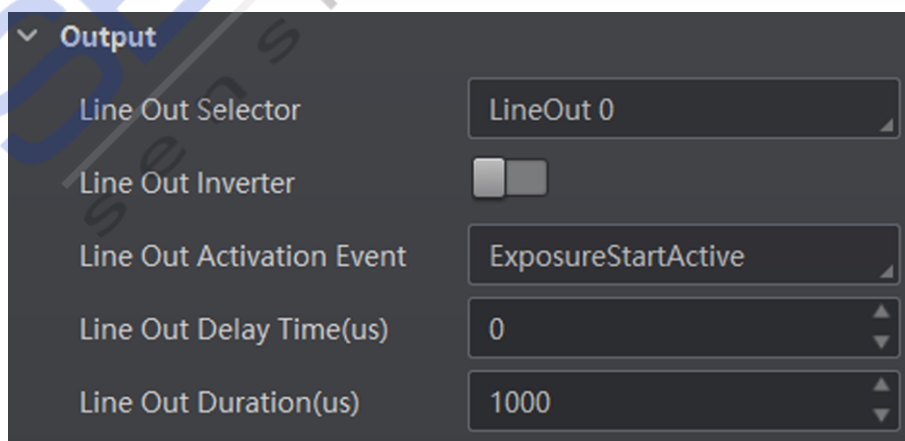 Output
Line Out Selector LineOut 0
Line Out Inverter
Line Out Activation Event ExposureStartActive
Line Out Delay Time(us) 0
Line Out Duration(us) 1000